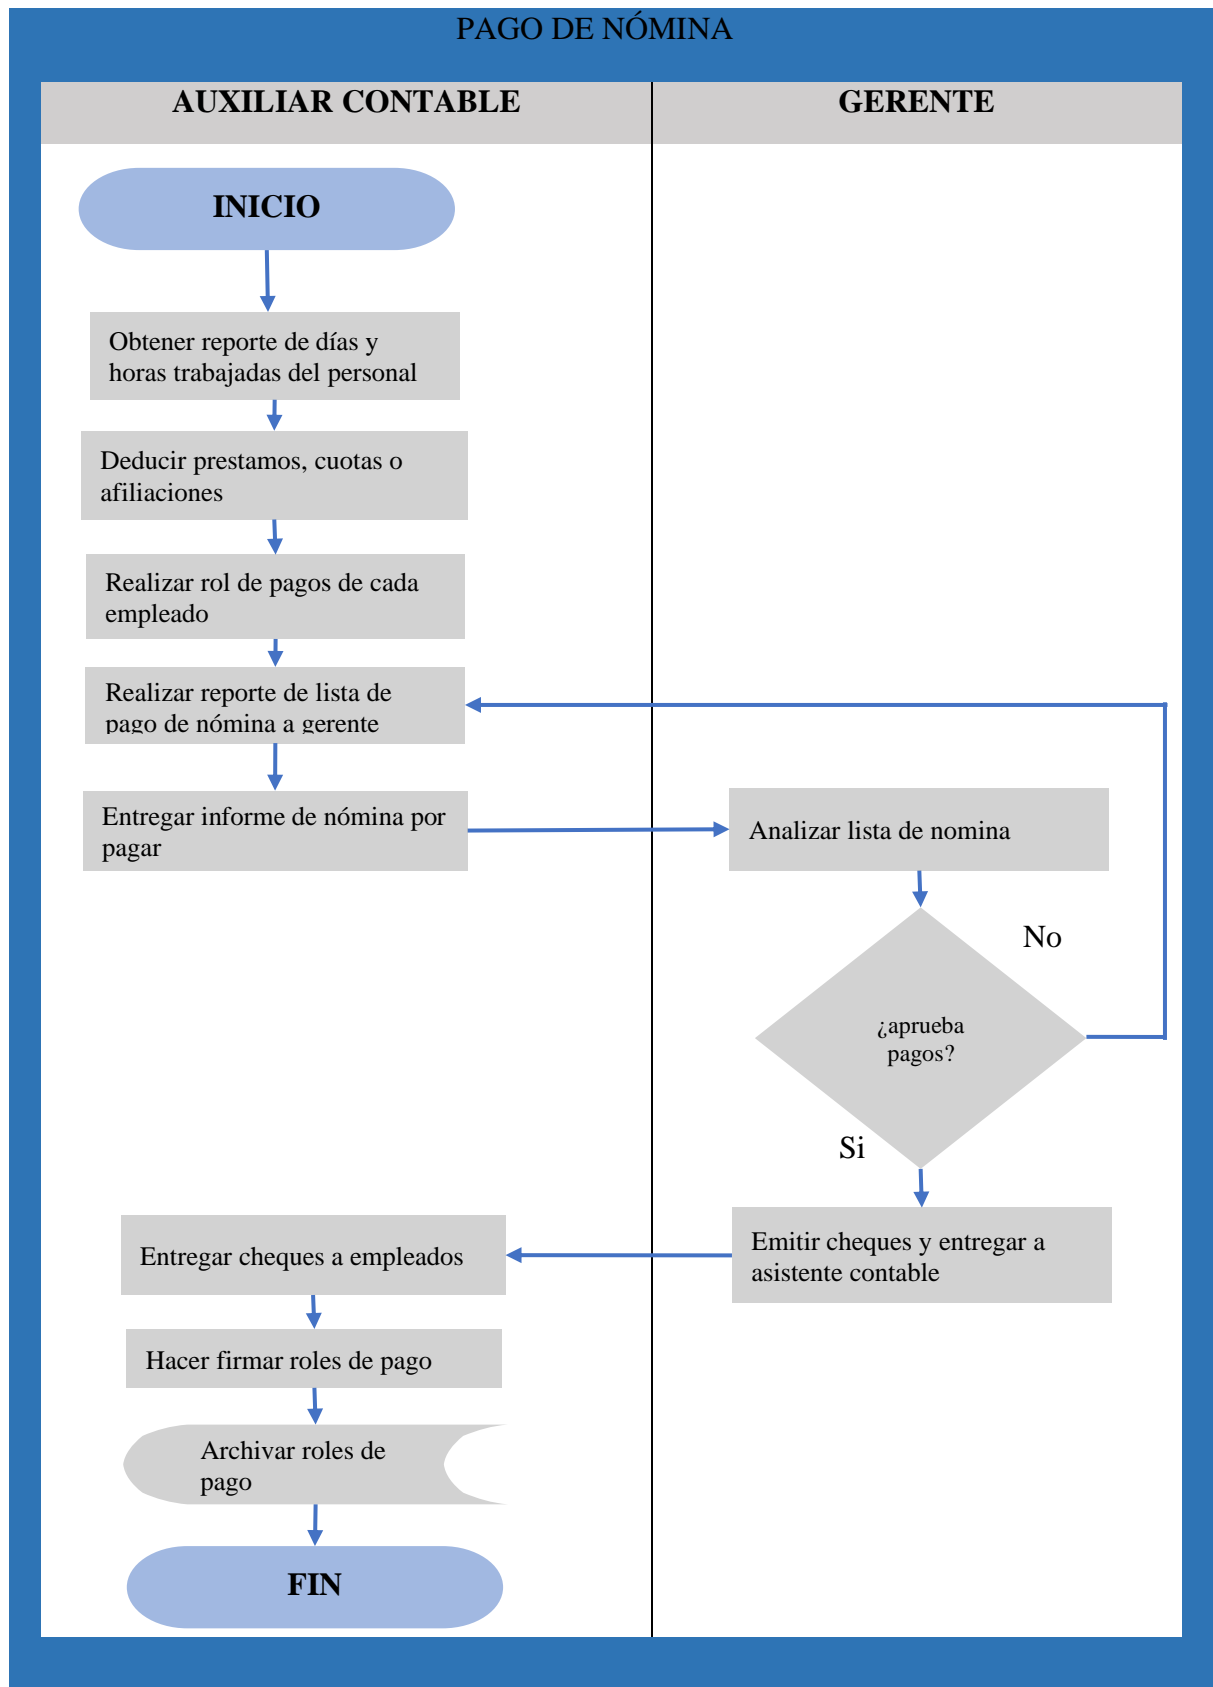 PAGO DE NÓMINA
AUXILIAR CONTABLE
GERENTE
INICIO
Obtener reporte de días y
horas trabajadas del personal
Deducir prestamos, cuotas o
afiliaciones
Realizar rol de pagos de cada
empleado
Realizar reporte de lista de
pago de nómina a gerente
Entregar informe de nómina por
pagar
Analizar lista de nomina
No
¿aprueba
pagos?
Si
Emitir cheques y entregar a
asistente contable
Entregar cheques a empleados
Hacer firmar roles de pago
Archivar roles de
pago
FIN